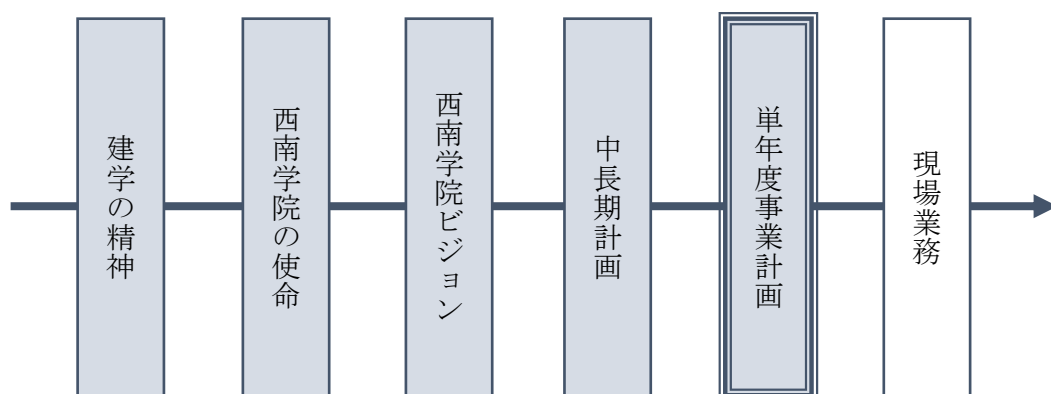 建学の精神
西南学院の使命
西南学院ビジョン
中長期計画
単年度事業計画
現場業務